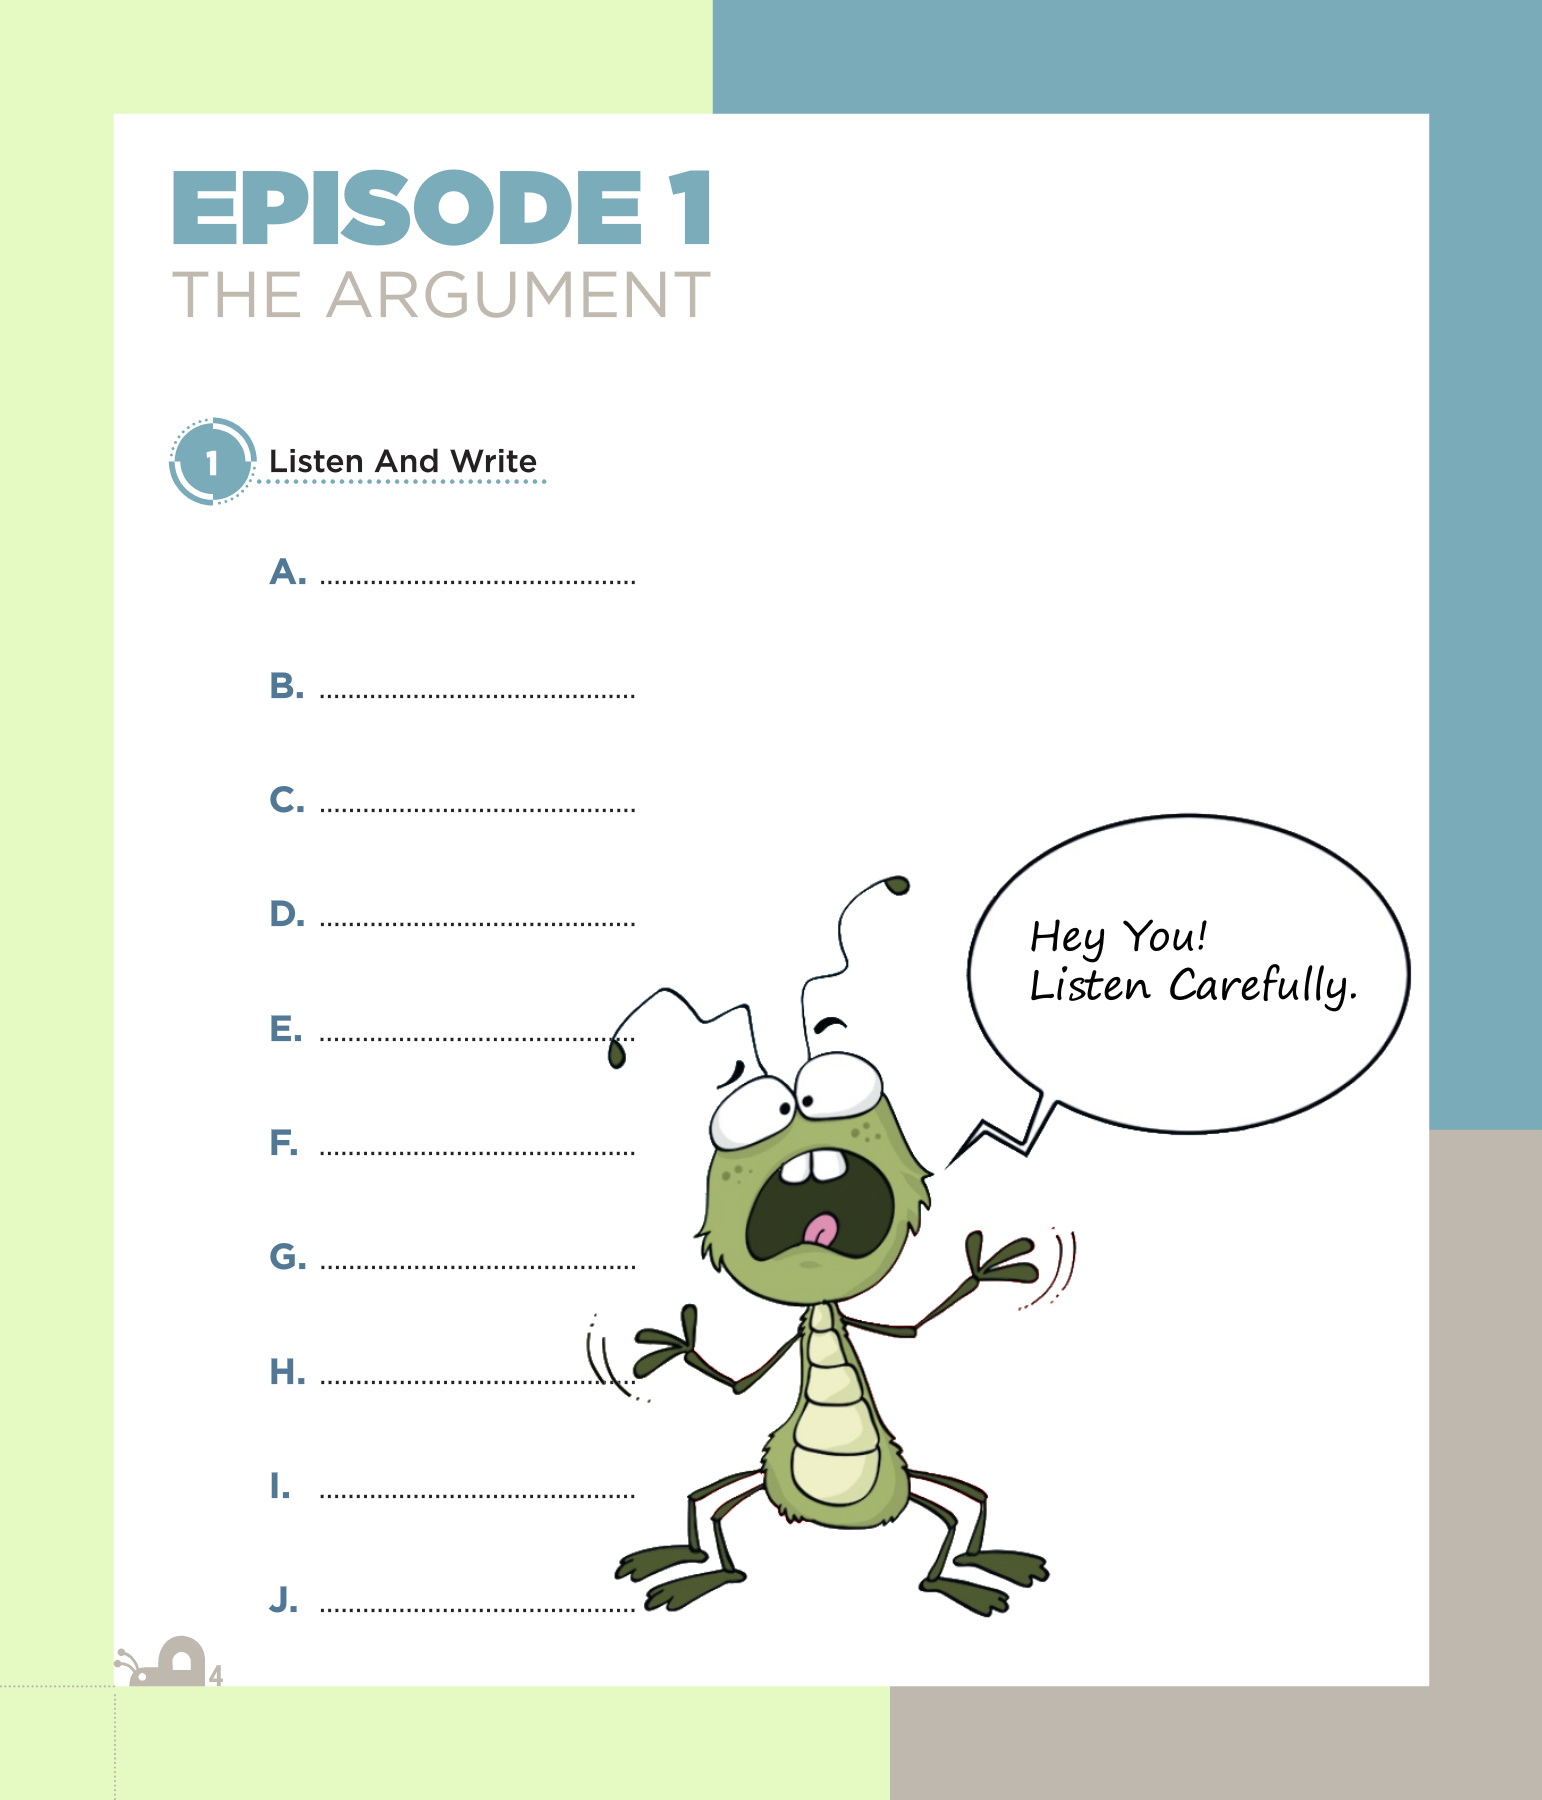 EPISODE 1
THE ARGUMENT
1 Listen And Write
A. ............................................
B. ............................................
C. ............................................
D. ............................................
E. ............................................
F. ............................................
G. ............................................
H. ............................................
I. ............................................
J. ............................................
Hey You!
Listen Carefully.
4